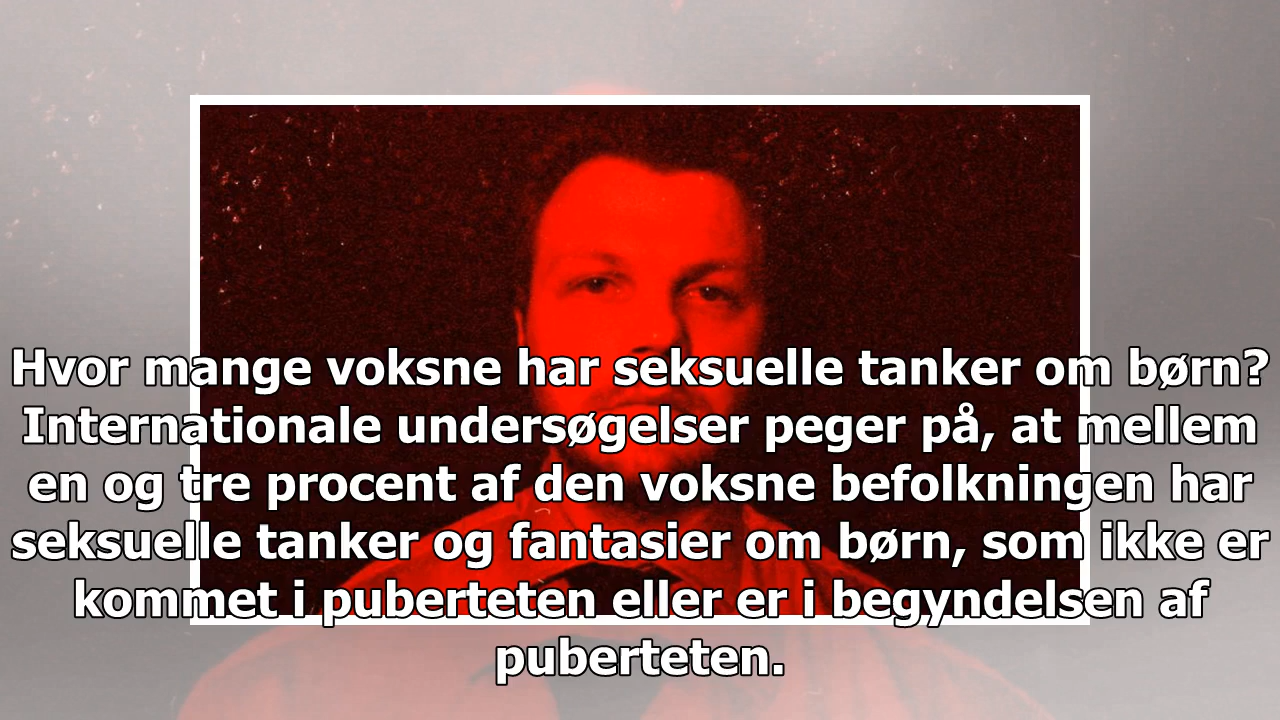 Hvor mange voksne har seksuelle tanker om børn?
Internationale undersøgelser peger på, at mellem
en og tre procent af den voksne befolkningen har
seksuelle tanker og fantasier om børn, som ikke er
kommet i puberteten eller er i begyndelsen af
puberteten.